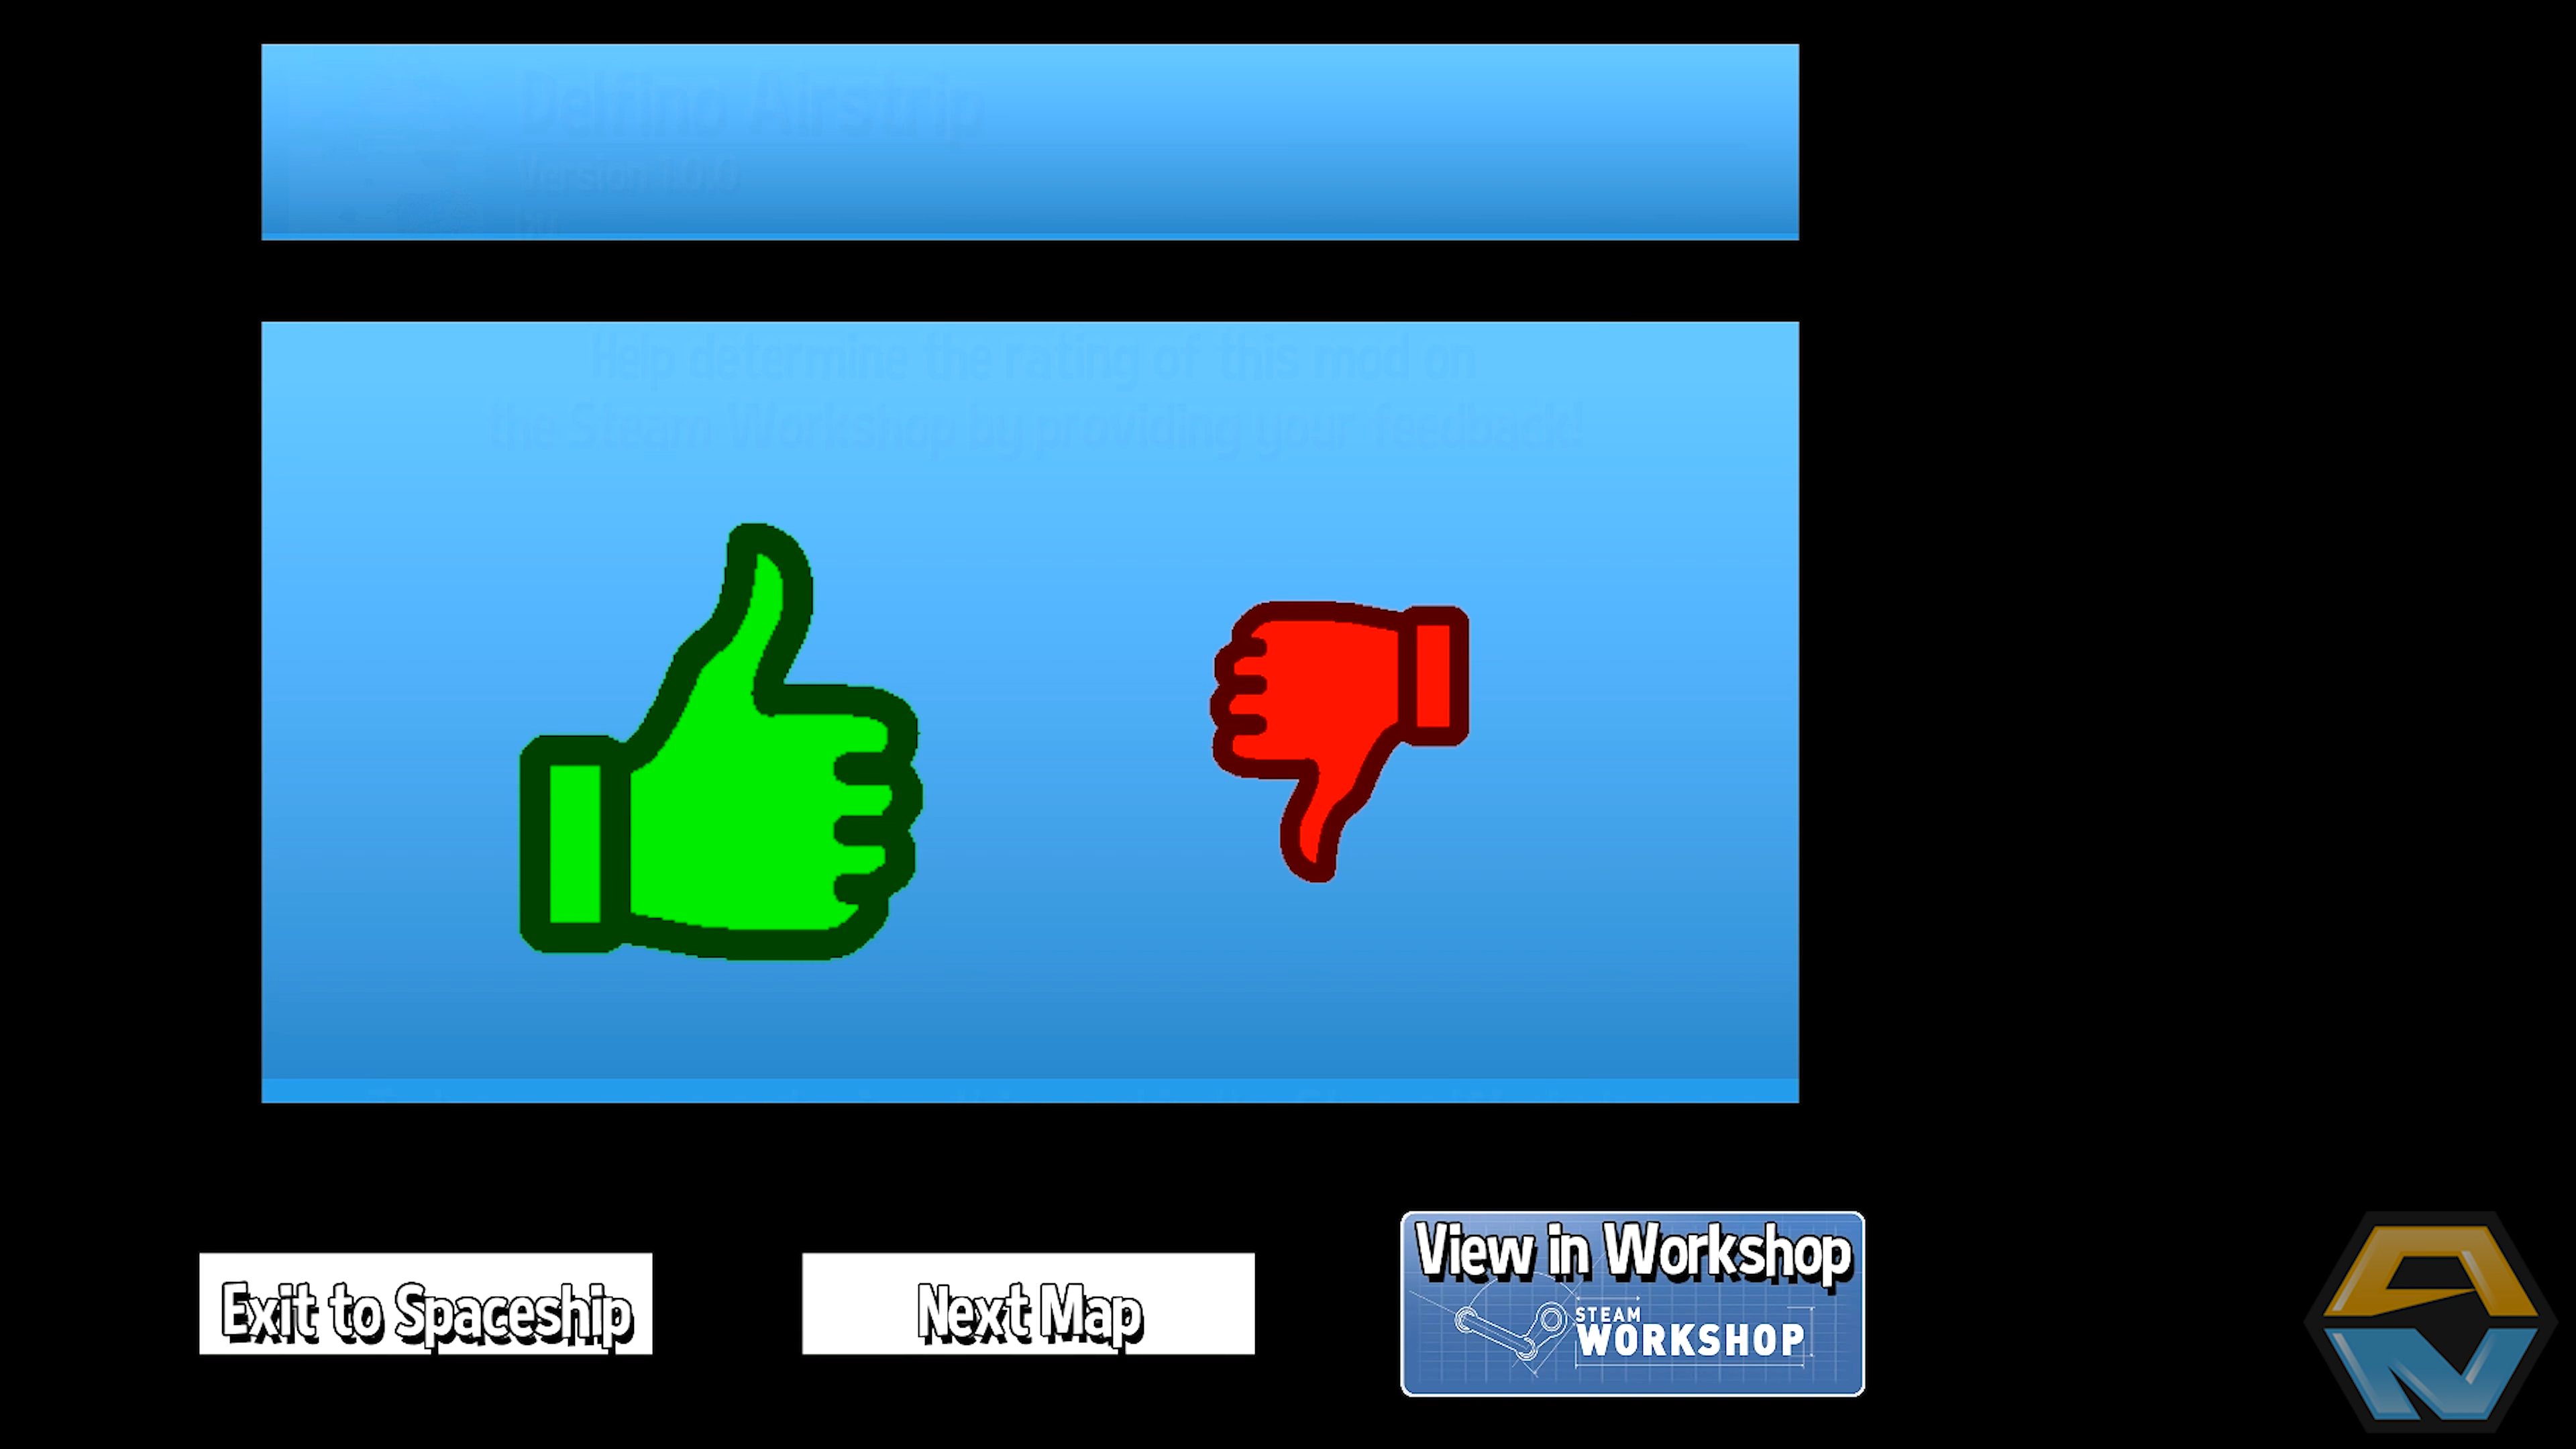 Delfino Airstrip
Version 1.0.0
Help determine the rating of this mod on
the Steam Workshop by providing your feedback!
Exit to Spaceship
Next Map
View in Workshop
STEAM
WORKSHOP